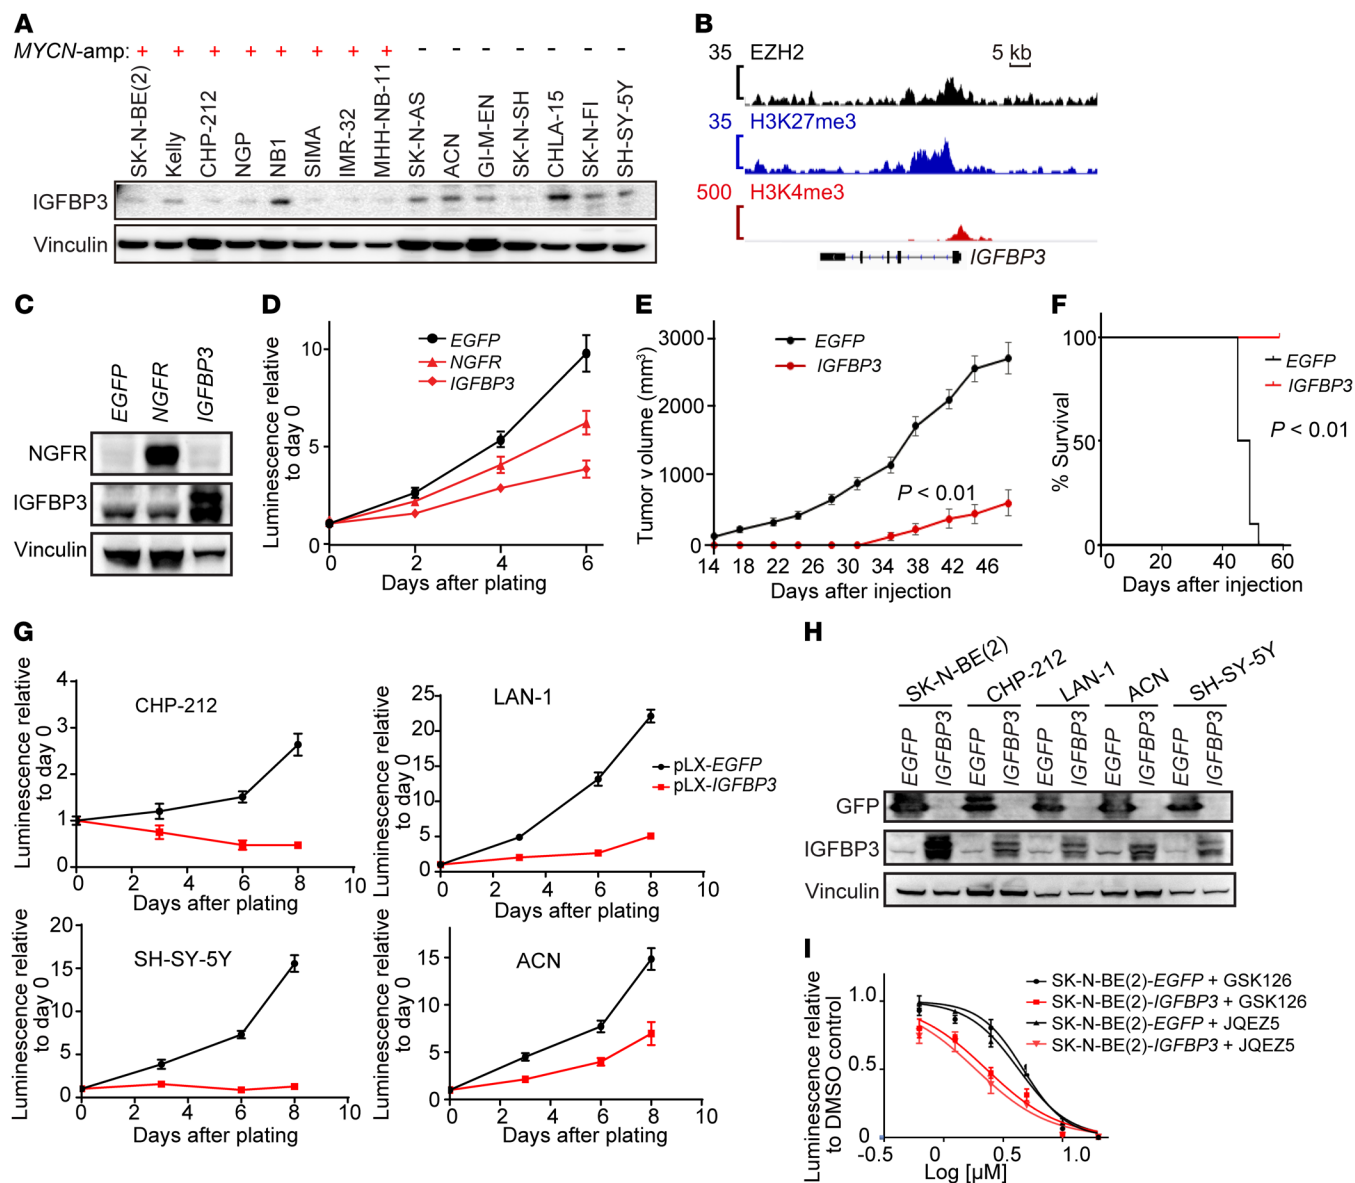 A
MYCN-amp: + + + + + + + + - - - - - - -
SK-N-BE(2)
Kelly
CHP-212
NGP
NB1
SIMA
IMR-32
MHH-NB-11
SK-N-AS
ACN
GI-M-EN
SK-N-SH
CHLA-15
SK-N-FI
SH-SY-5Y
IGFBP3
Vinculin
B
35 EZH2 5 kb
35 H3K27me3
500 H3K4me3
IGFBP3
C
EGFP
NGFR
IGFBP3
NGFR
IGFBP3
Vinculin
D
Luminescence relative
to day 0
10
5
0
EGFP
NGFR
IGFBP3
0 2 4 6
Days after plating
E
Tumor v olume (mm³)
3000
2000
1000
0
EGFP
IGFBP3
P < 0.01
14 18 22 26 30 34 38 42 46
Days after injection
F
% Survival
100
50
0
EGFP
IGFBP3
P < 0.01
0 20 40 60
Days after injection
G
Luminescence relative
to day 0
4
3
2
1
0
CHP-212
0 2 4 6 8 10
Days after plating
Luminescence relative
to day 0
25
20
15
10
5
0
LAN-1
pLX-EGFP
pLX-IGFBP3
0 2 4 6 8 10
Days after plating
Luminescence relative
to day 0
20
15
10
5
0
SH-SY-5Y
0 2 4 6 8 10
Days after plating
Luminescence relative
to day 0
15
10
5
0
ACN
0 2 4 6 8 10
Days after plating
H
SK-N-BE(2)
CHP-212
LAN-1
ACN
SH-SY-5Y
EGFP
IGFBP3
EGFP
IGFBP3
EGFP
IGFBP3
EGFP
IGFBP3
EGFP
IGFBP3
GFP
IGFBP3
Vinculin
I
Luminescence relative
to DMSO control
1.0
0.5
0
SK-N-BE(2)-EGFP + GSK126
SK-N-BE(2)-IGFBP3 + GSK126
SK-N-BE(2)-EGFP + JQEZ5
SK-N-BE(2)-IGFBP3 + JQEZ5
-0.5 0 0.5 1.0
Log [µM]